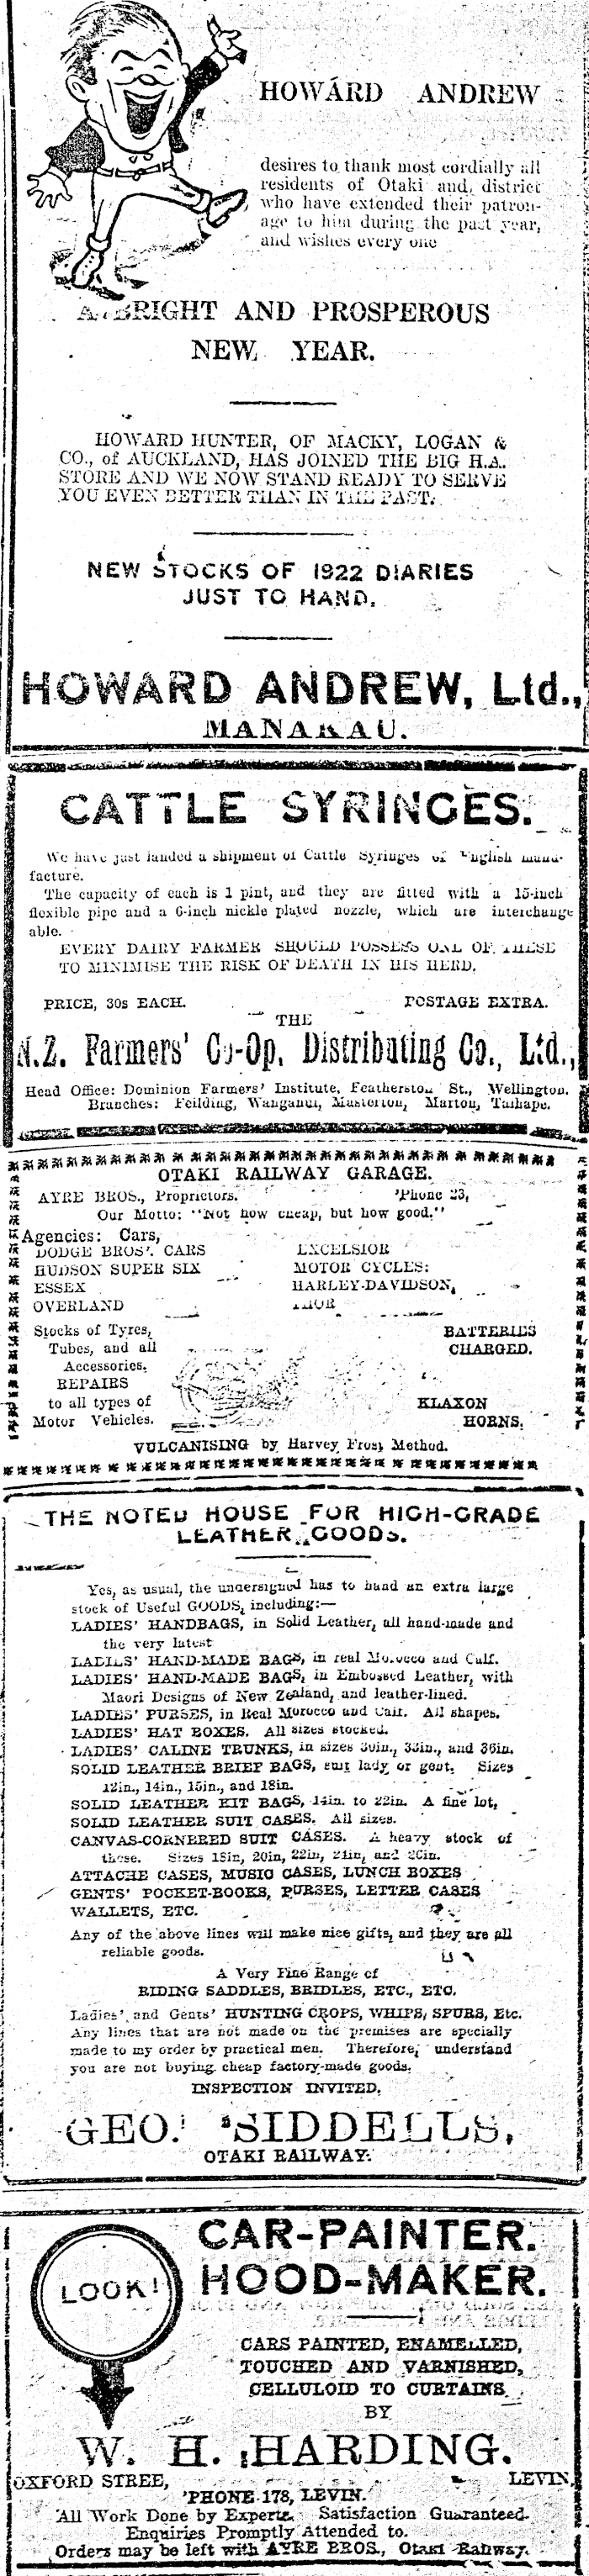 HOWARD ANDREW
desires to thank most cordially all
residents of Otaki and district
who have extended their patron-
age to him during the past year,
and wishes every one
A BRIGHT AND PROSPEROUS
NEW YEAR.
HOWARD HUNTER, OF MACKY, LOGAN &
CO., of AUCKLAND, HAS JOINED THE BIG H.A.
STORE AND WE NOW STAND READY TO SERVE
YOU EVEN BETTER THAN IN THE PAST.
NEW STOCKS OF 1922 DIARIES
JUST TO HAND.
HOWARD ANDREW, Ltd.,
MANAKAU.
CATTLE SYRINGES.
We have just landed a shipment of Cattle Syringes of English manu-
facture.
The capacity of each is 1 pint, and they are fitted with a 15-inch
flexible pipe and a 6-inch nickle plated nozzle, which are interchange
able.
EVERY DAIRY FARMER SHOULD POSSESS ONE OF THESE
TO MINIMISE THE RISK OF DEATH IN HIS HERD.
PRICE, 30s EACH. POSTAGE EXTRA.
THE
N.Z. Farmers' Co-Op. Distributing Co., Ltd.,
Head Office: Dominion Farmers' Institute, Featherston St., Wellington.
Branches: Feilding, Wanganui, Masterton, Marton, Taihape.
OTAKI RAILWAY GARAGE.
AYRE BROS., Proprietors. 'Phone 23,
Our Motto: "Not how cheap, but how good."
Agencies: Cars,
DODGE BROS'. CARS EXCELSIOR
HUDSON SUPER SIX MOTOR CYCLES:
ESSEX HARLEY-DAVIDSON,
OVERLAND THOR
Stocks of Tyres, BATTERIES
Tubes, and all CHARGED.
Accessories.
REPAIRS
to all types of KLAXON
Motor Vehicles. HORNS.
VULCANISING by Harvey Frost Method.
THE NOTED HOUSE FOR HIGH-GRADE
LEATHER GOODS.
Yes, as usual, the undersigned has to hand an extra large
stock of Useful GOODS, including:—
LADIES' HANDBAGS, in Solid Leather, all hand-made and
the very latest
LADIES' HAND-MADE BAGS, in real Morocco and Calf.
LADIES' HAND-MADE BAGS, in Embossed Leather, with
Maori Designs of New Zealand, and leather-lined.
LADIES' PURSES, in Real Morocco and Calf. All shapes.
LADIES' HAT BOXES. All sizes stocked.
LADIES' CALINE TRUNKS, in sizes 30in., 33in., and 36in.
SOLID LEATHER BRIEF BAGS, suit lady or gent. Sizes
12in., 14in., 15in., and 18in.
SOLID LEATHER KIT BAGS, 14in. to 22in. A fine lot,
SOLID LEATHER SUIT CASES. All sizes.
CANVAS-CORNERED SUIT CASES. A heavy stock of
these. Sizes 18in, 20in, 22in, 24in, and 26in.
ATTACHE CASES, MUSIC CASES, LUNCH BOXES
GENTS' POCKET-BOOKS, PURSES, LETTER CASES
WALLETS, ETC.
Any of the above lines will make nice gifts, and they are all
reliable goods.
A Very Fine Range of
RIDING SADDLES, BRIDLES, ETC., ETC.
Ladies' and Gents' HUNTING CROPS, WHIPS, SPURS, Etc.
Any lines that are not made on the premises are specially
made to my order by practical men. Therefore, understand
you are not buying cheap factory-made goods.
INSPECTION INVITED.
GEO. SIDDELLS,
OTAKI RAILWAY.
LOOK!
CAR-PAINTER.
HOOD-MAKER.
CARS PAINTED, ENAMELLED,
TOUCHED AND VARNISHED,
CELLULOID TO CURTAINS
BY
W. H. HARDING.
OXFORD STREE, LEVIN,
'PHONE 178, LEVIN.
All Work Done by Experts. Satisfaction Guaranteed.
Enquiries Promptly Attended to.
Orders may be left with AYRE BROS., Otaki Railway.